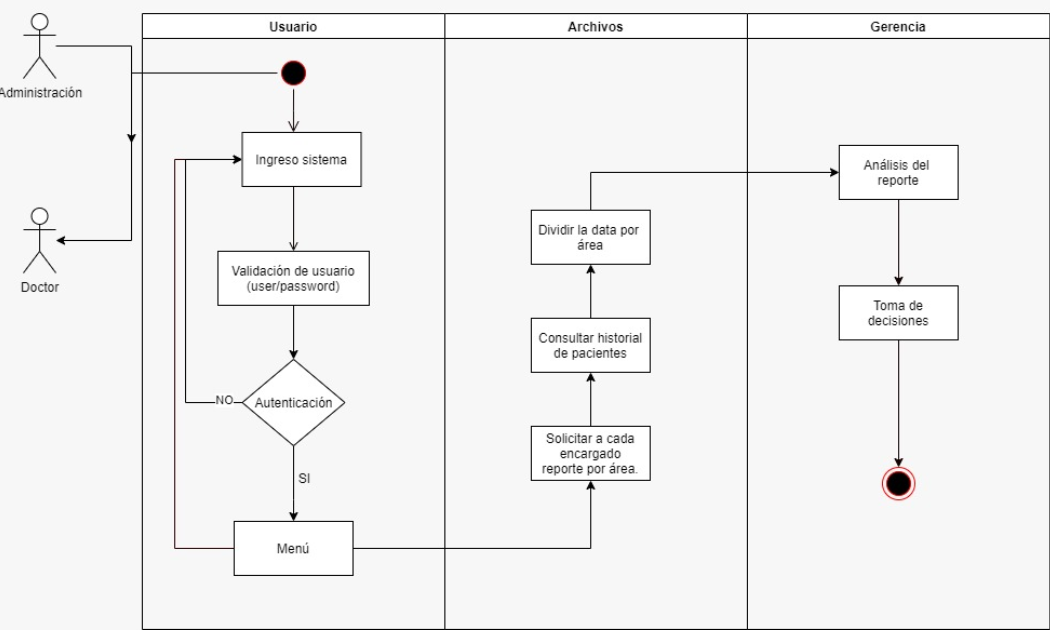 Usuario
Archivos
Gerencia
Administración
Doctor
Ingreso sistema
Validación de usuario
(user/password)
Autenticación
NO
SI
Menú
Dividir la data por
área
Consultar historial
de pacientes
Solicitar a cada
encargado
reporte por área.
Análisis del
reporte
Toma de
decisiones